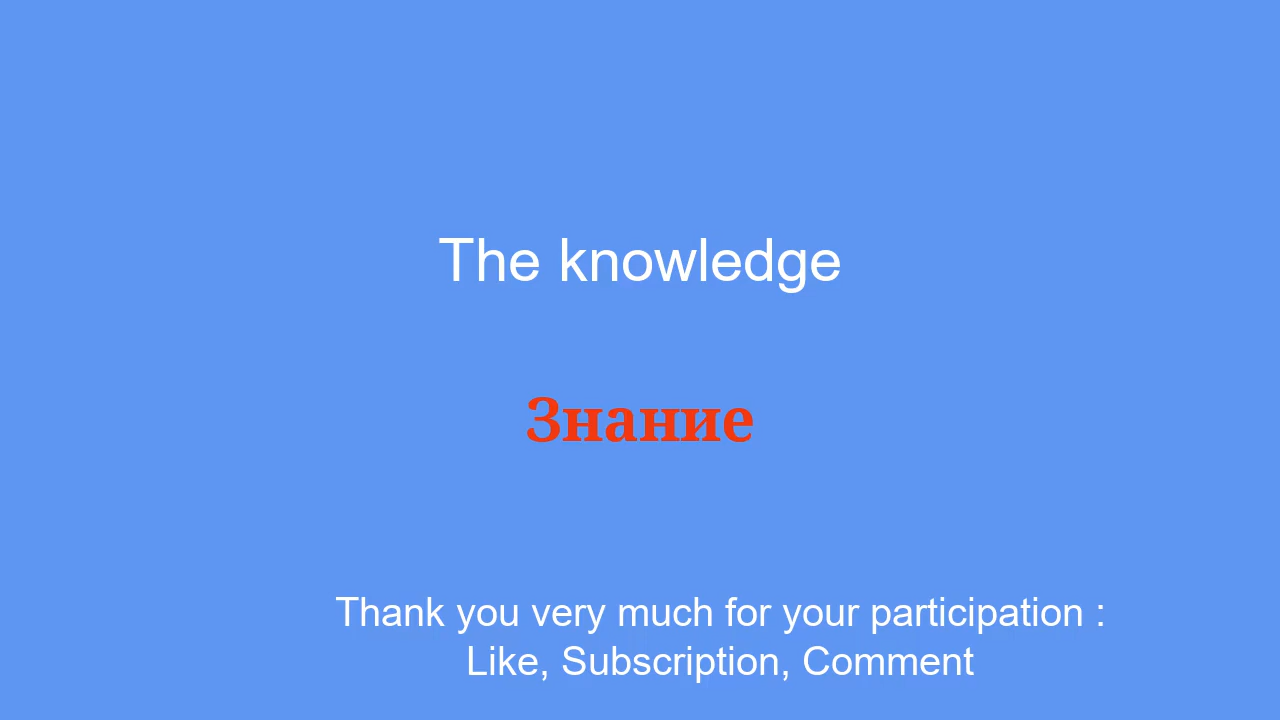 The knowledge
Знание
Thank you very much for your participation :
Like, Subscription, Comment